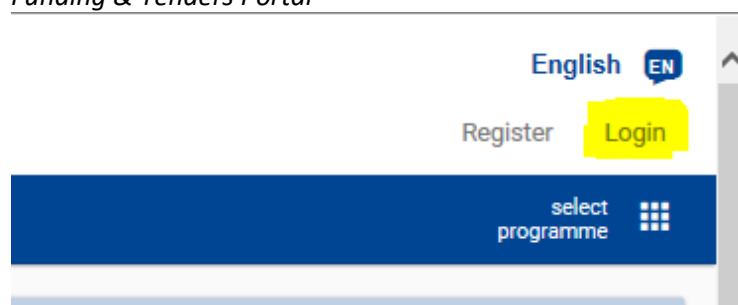 Funding & Tenders Portal
English EN
Register Login
select
programme